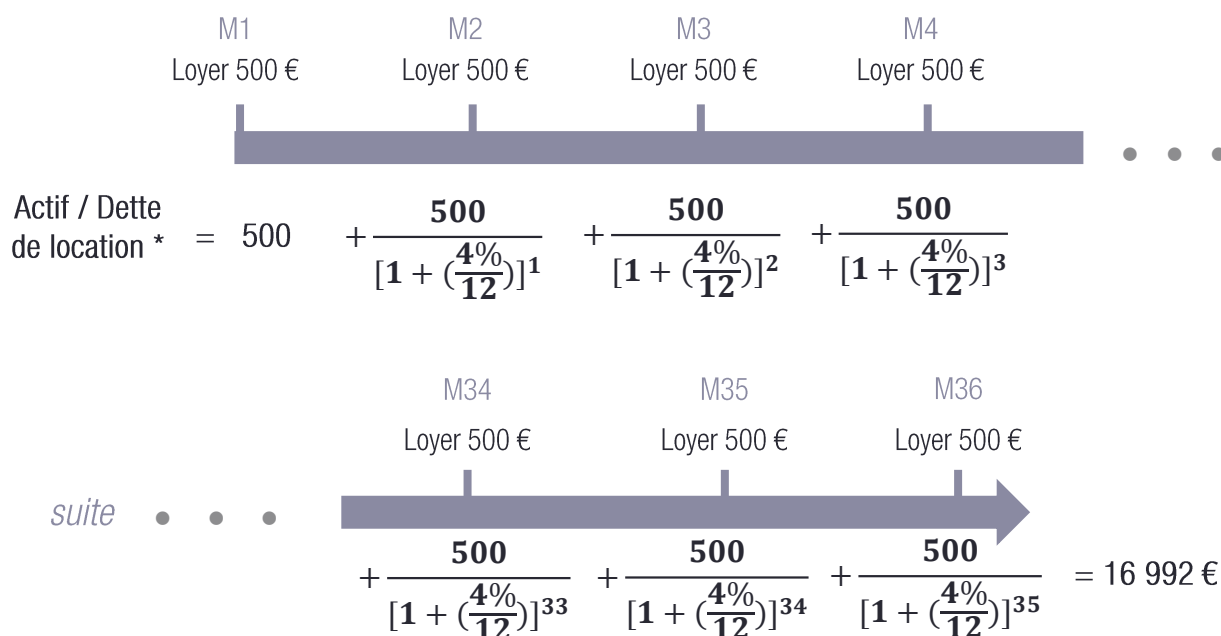 M1 M2 M3 M4
Loyer 500 € Loyer 500 € Loyer 500 € Loyer 500 €
Actif / Dette
de location * = 500 + 500 / [1 + (4%/12)]^1 + 500 / [1 + (4%/12)]^2 + 500 / [1 + (4%/12)]^3
M34 M35 M36
Loyer 500 € Loyer 500 € Loyer 500 €
suite
+ 500 / [1 + (4%/12)]^33 + 500 / [1 + (4%/12)]^34 + 500 / [1 + (4%/12)]^35 = 16 992 €